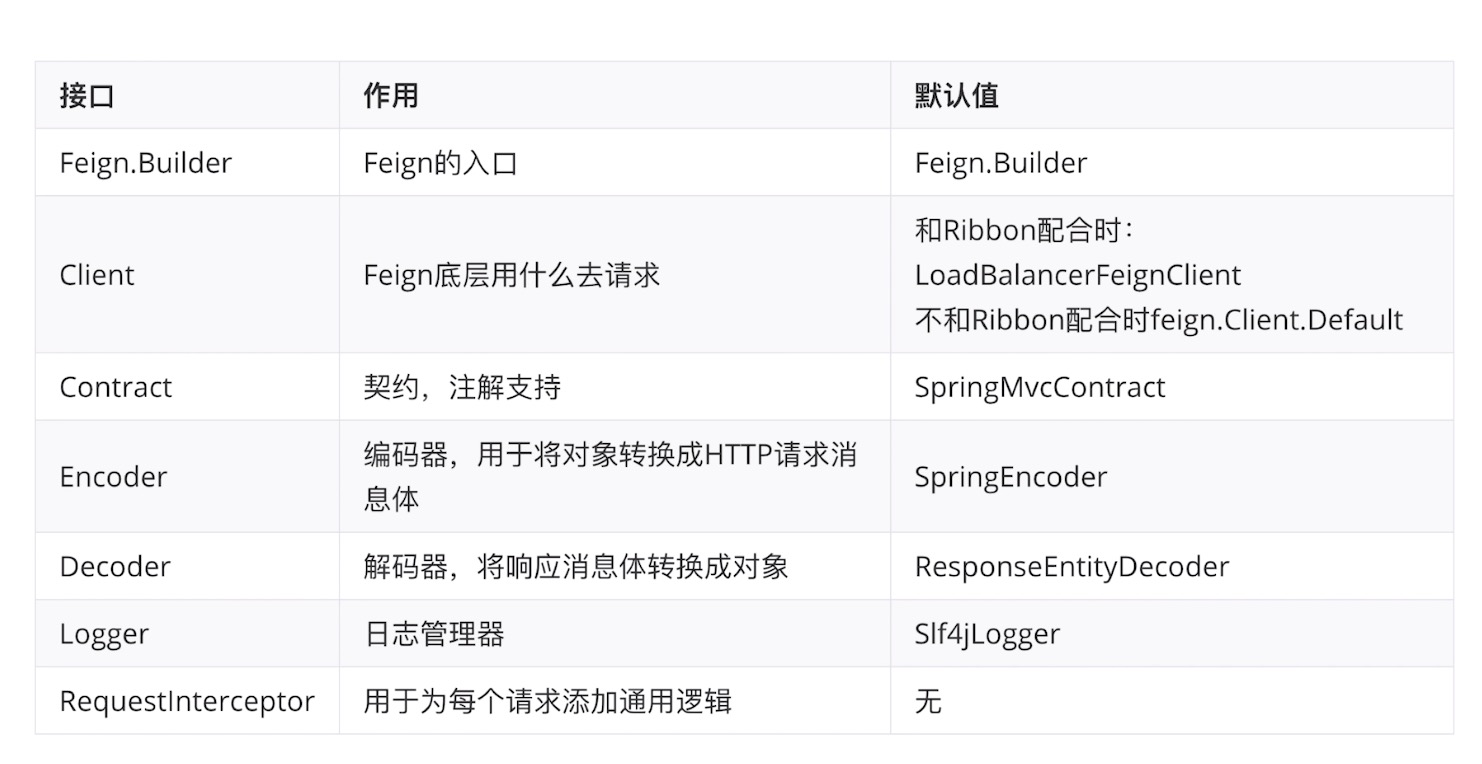 接口 作用 默认值
Feign.Builder Feign的入口 Feign.Builder
Client Feign底层用什么去请求 和Ribbon配合时：
LoadBalancerFeignClient
不和Ribbon配合时feign.Client.Default
Contract 契约，注解支持 SpringMvcContract
Encoder 编码器，用于将对象转换成HTTP请求消
息体 SpringEncoder
Decoder 解码器，将响应消息体转换成对象 ResponseEntityDecoder
Logger 日志管理器 Slf4jLogger
RequestInterceptor 用于为每个请求添加通用逻辑 无